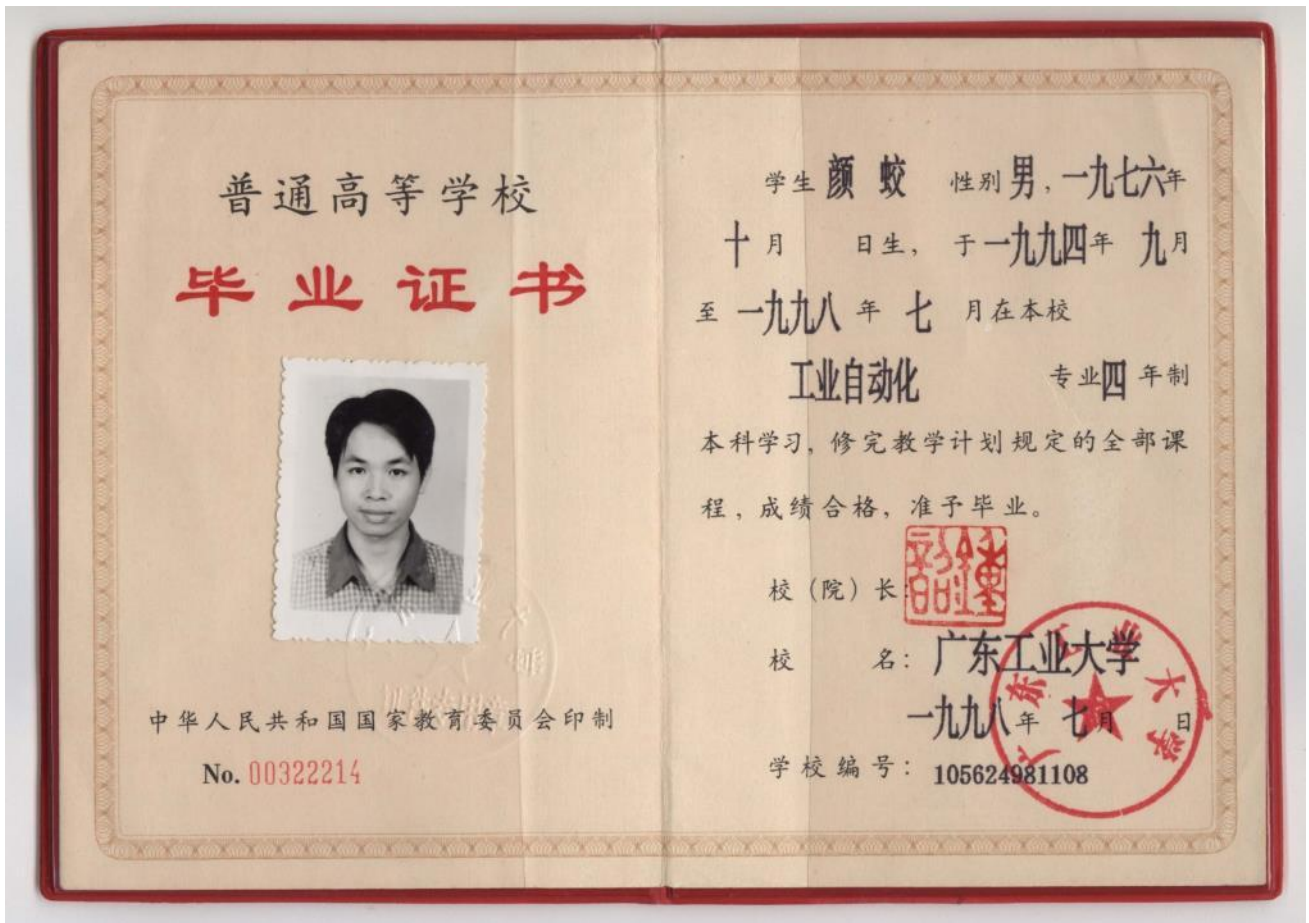 普通高等学校
毕业证书
中华人民共和国国家教育委员会印制
No. 00322214
学生 颜 蛟 性别 男，一九七六年
十月 日生，于一九九四年 九月
至 一九九八 年 七 月在本校
工业自动化 专业四 年制
本科学习，修完教学计划规定的全部课
程，成绩合格，准予毕业。
校（院）长：
校 名：广东工业大学
一九九八年 七月 日
学校编号：105624981108
广东工业大学